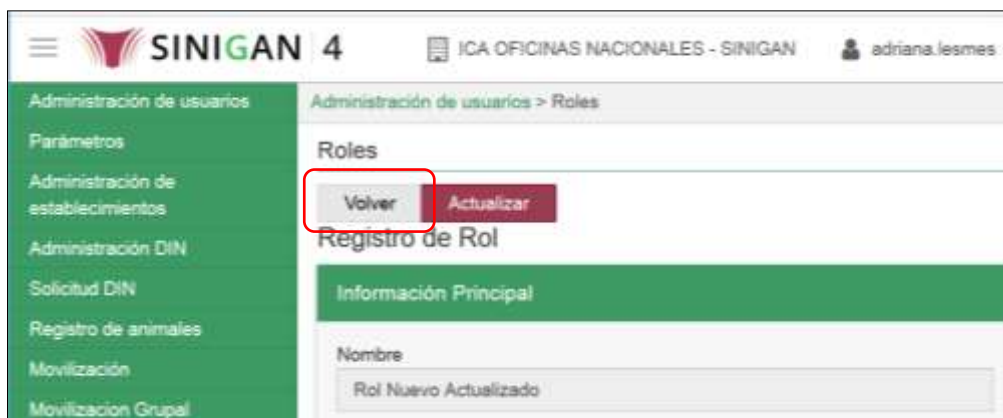 SINIGAN 4
ICA OFICINAS NACIONALES - SINIGAN
adriana.lesmes
Administración de usuarios
Parámetros
Administración de
establecimientos
Administración DIN
Solicitud DIN
Registro de animales
Movilización
Movilizacion Grupal
Administración de usuarios > Roles
Roles
Volver
Actualizar
Registro de Rol
Información Principal
Nombre
Rol Nuevo Actualizado